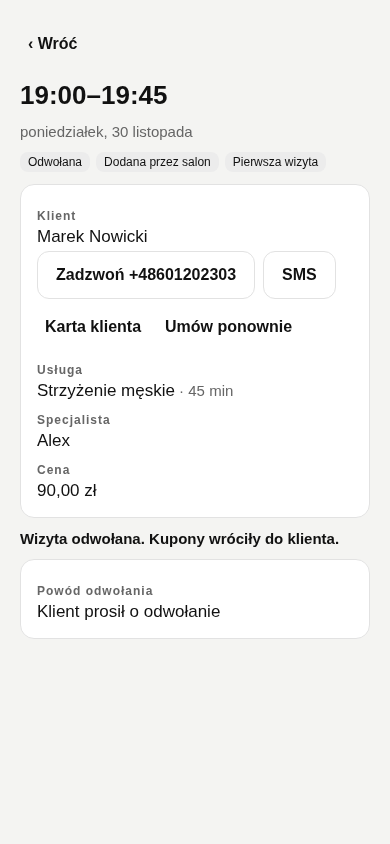 ‹ Wróć
19:00–19:45
poniedziałek, 30 listopada
Odwołana Dodana przez salon Pierwsza wizyta
Klient
Marek Nowicki
Zadzwoń +48601202303 SMS
Karta klienta Umów ponownie
Usługa
Strzyżenie męskie · 45 min
Specjalista
Alex
Cena
90,00 zł
Wizyta odwołana. Kupony wróciły do klienta.
Powód odwołania
Klient prosił o odwołanie